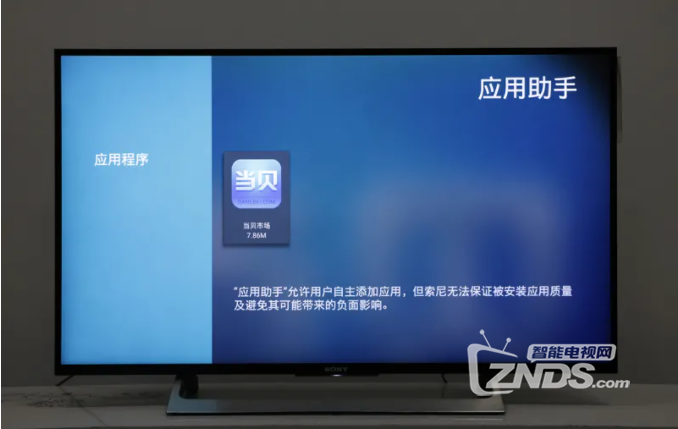 应用助手
应用程序
当贝
当贝市场
7.86M
“应用助手”允许用户自主添加应用，但索尼无法保证被安装应用质量
及避免其可能带来的负面影响。
SONY
智能电视网
ZNDS.com